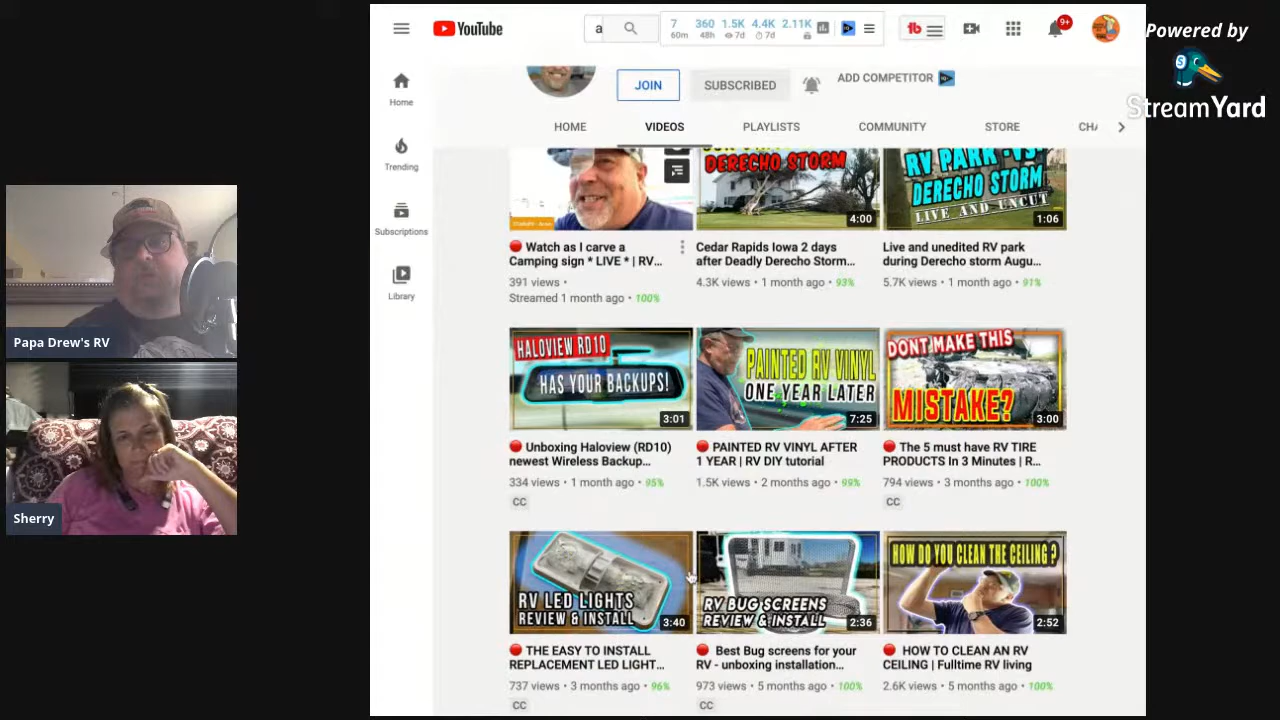 YouTube
a
7 360 1.5K 4.4K 2.11K
60m 48h 7d 7d
9+
Powered by
StreamYard
JOIN
SUBSCRIBED
ADD COMPETITOR
Home
Trending
Subscriptions
Library
HOME
VIDEOS
PLAYLISTS
COMMUNITY
STORE
DERECHO STORM
4:00
RV PARK -VS-
DERECHO STORM
LIVE AND UNCUT
1:06
Watch as I carve a
Camping sign * LIVE * | RV...
391 views •
Streamed 1 month ago • 100%
Cedar Rapids Iowa 2 days
after Deadly Derecho Storm...
4.3K views • 1 month ago • 93%
Live and unedited RV park
during Derecho storm Augu...
5.7K views • 1 month ago • 91%
HALOVIEW RD10
HAS YOUR BACKUPS!
3:01
PAINTED RV VINYL
ONE YEAR LATER
7:25
DONT MAKE THIS
MISTAKE?
3:00
Unboxing Haloview (RD10)
newest Wireless Backup...
334 views • 1 month ago • 95%
CC
PAINTED RV VINYL AFTER
1 YEAR | RV DIY tutorial
1.5K views • 2 months ago • 99%
The 5 must have RV TIRE
PRODUCTS In 3 Minutes | R...
794 views • 3 months ago • 100%
CC
RV LED LIGHTS
REVIEW & INSTALL
3:40
RV BUG SCREENS
REVIEW & INSTALL
2:36
HOW DO YOU CLEAN THE CEILING ?
2:52
THE EASY TO INSTALL
REPLACEMENT LED LIGHT...
737 views • 3 months ago • 96%
CC
Best Bug screens for your
RV - unboxing installation...
973 views • 5 months ago • 100%
CC
HOW TO CLEAN AN RV
CEILING | Fulltime RV living
2.6K views • 5 months ago • 100%
Papa Drew's RV
Sherry